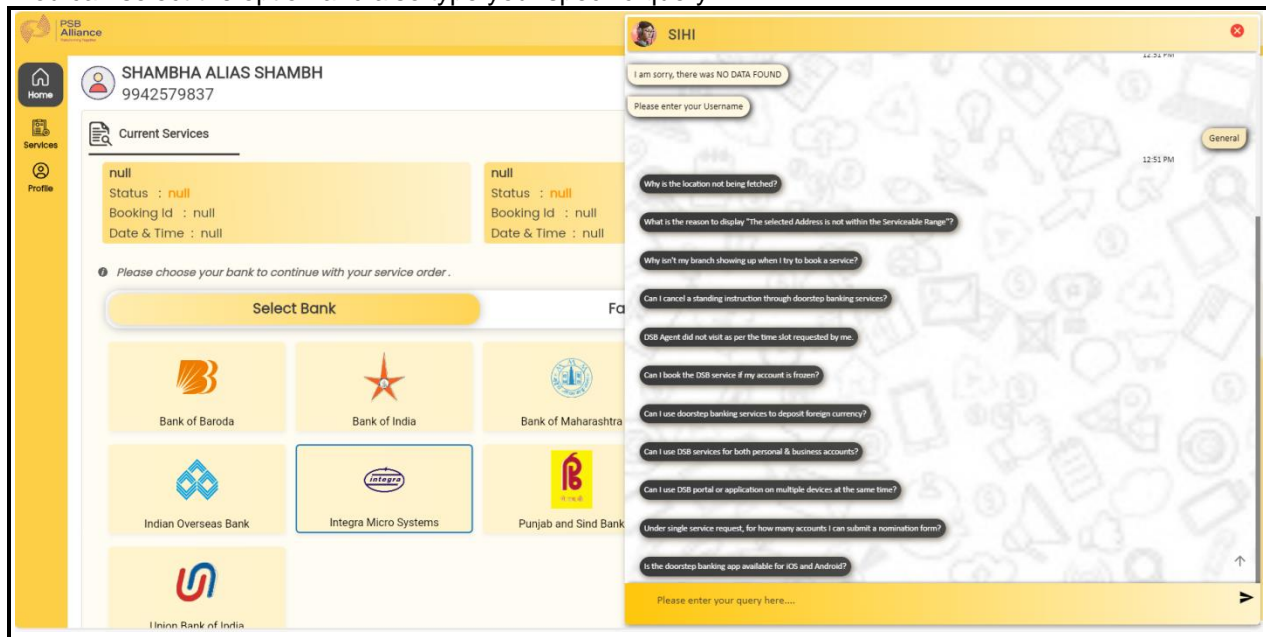 PSB
Alliance
SHAMBHA ALIAS SHAMBH
9942579837
Home
Services
Profile
Current Services
null
Status : null
Booking Id : null
Date & Time : null
null
Status : null
Booking Id : null
Date & Time : null
Please choose your bank to continue with your service order .
Select Bank
Fa
Bank of Baroda
Bank of India
Bank of Maharashtra
Indian Overseas Bank
integra
Integra Micro Systems
Punjab and Sind Bank
Union Bank of India
SIHI
12:51 PM
I am sorry, there was NO DATA FOUND
Please enter your Username
General
12:51 PM
Why is the location not being fetched?
What is the reason to display "The selected Address is not within the Serviceable Range"?
Why isn't my branch showing up when I try to book a service?
Can I cancel a standing instruction through doorstep banking services?
DSB Agent did not visit as per the time slot requested by me.
Can I book the DSB service if my account is frozen?
Can I use doorstep banking services to deposit foreign currency?
Can I use DSB services for both personal & business accounts?
Can I use DSB portal or application on multiple devices at the same time?
Under single service request, for how many accounts I can submit a nomination form?
Is the doorstep banking app available for iOS and Android?
Please enter your query here....